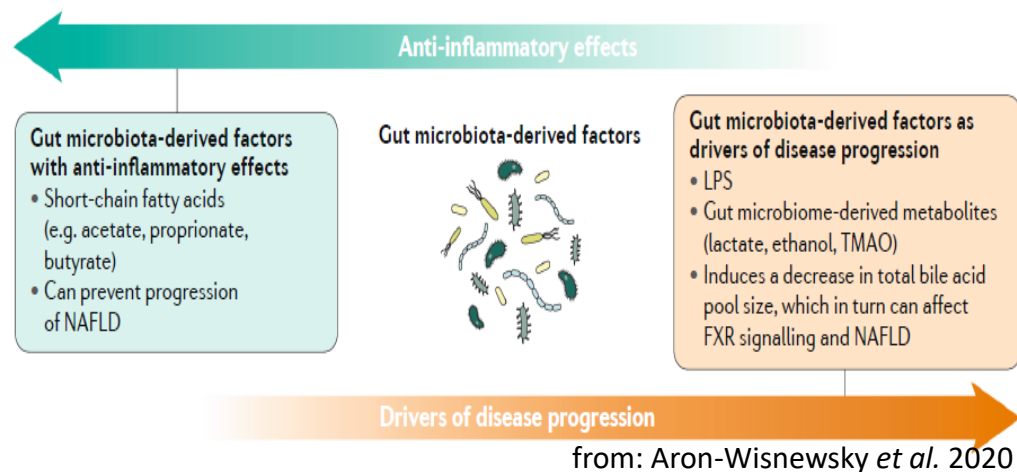 Anti-inflammatory effects
Gut microbiota-derived factors
with anti-inflammatory effects
• Short-chain fatty acids
(e.g. acetate, proprionate,
butyrate)
• Can prevent progression
of NAFLD
Gut microbiota-derived factors
Gut microbiota-derived factors as
drivers of disease progression
• LPS
• Gut microbiome-derived metabolites
(lactate, ethanol, TMAO)
• Induces a decrease in total bile acid
pool size, which in turn can affect
FXR signalling and NAFLD
Drivers of disease progression
from: Aron-Wisnewsky et al. 2020